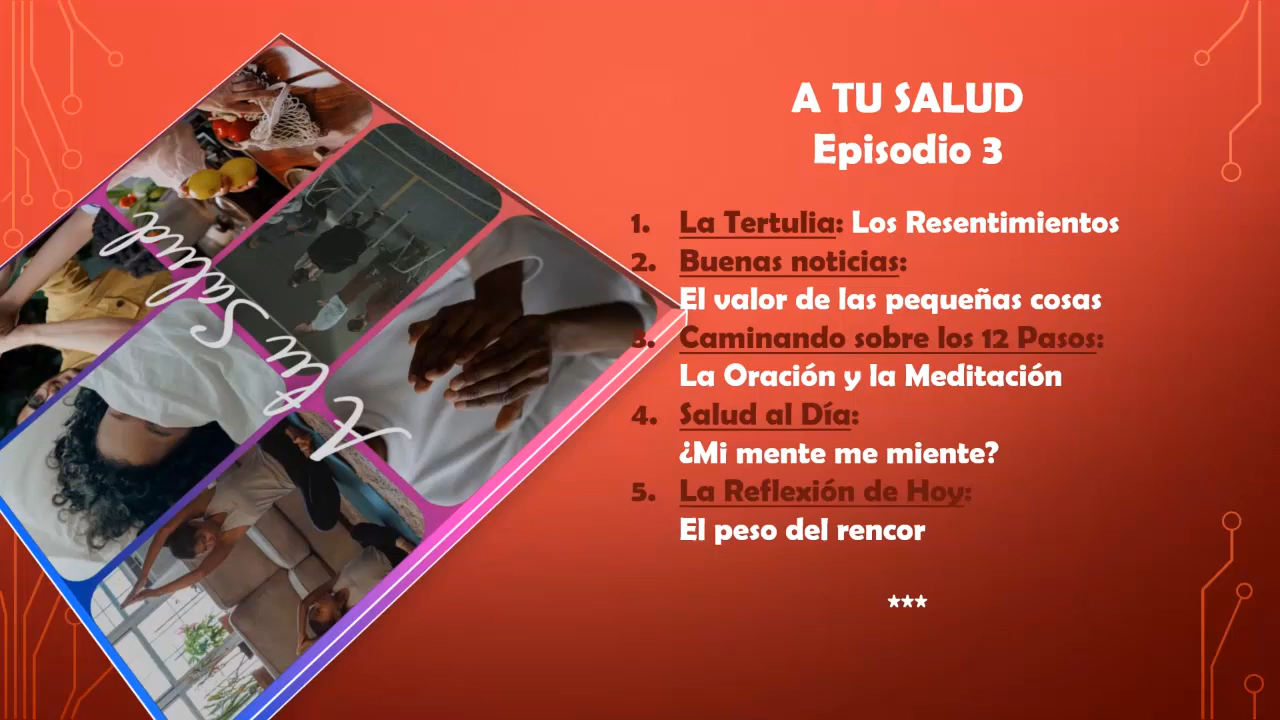 A TU SALUD
Episodio 3
1. La Tertulia: Los Resentimientos
2. Buenas noticias:
El valor de las pequeñas cosas
3. Caminando sobre los 12 Pasos:
La Oración y la Meditación
4. Salud al Día:
¿Mi mente me miente?
5. La Reflexión de Hoy:
El peso del rencor
***
A tu Salud